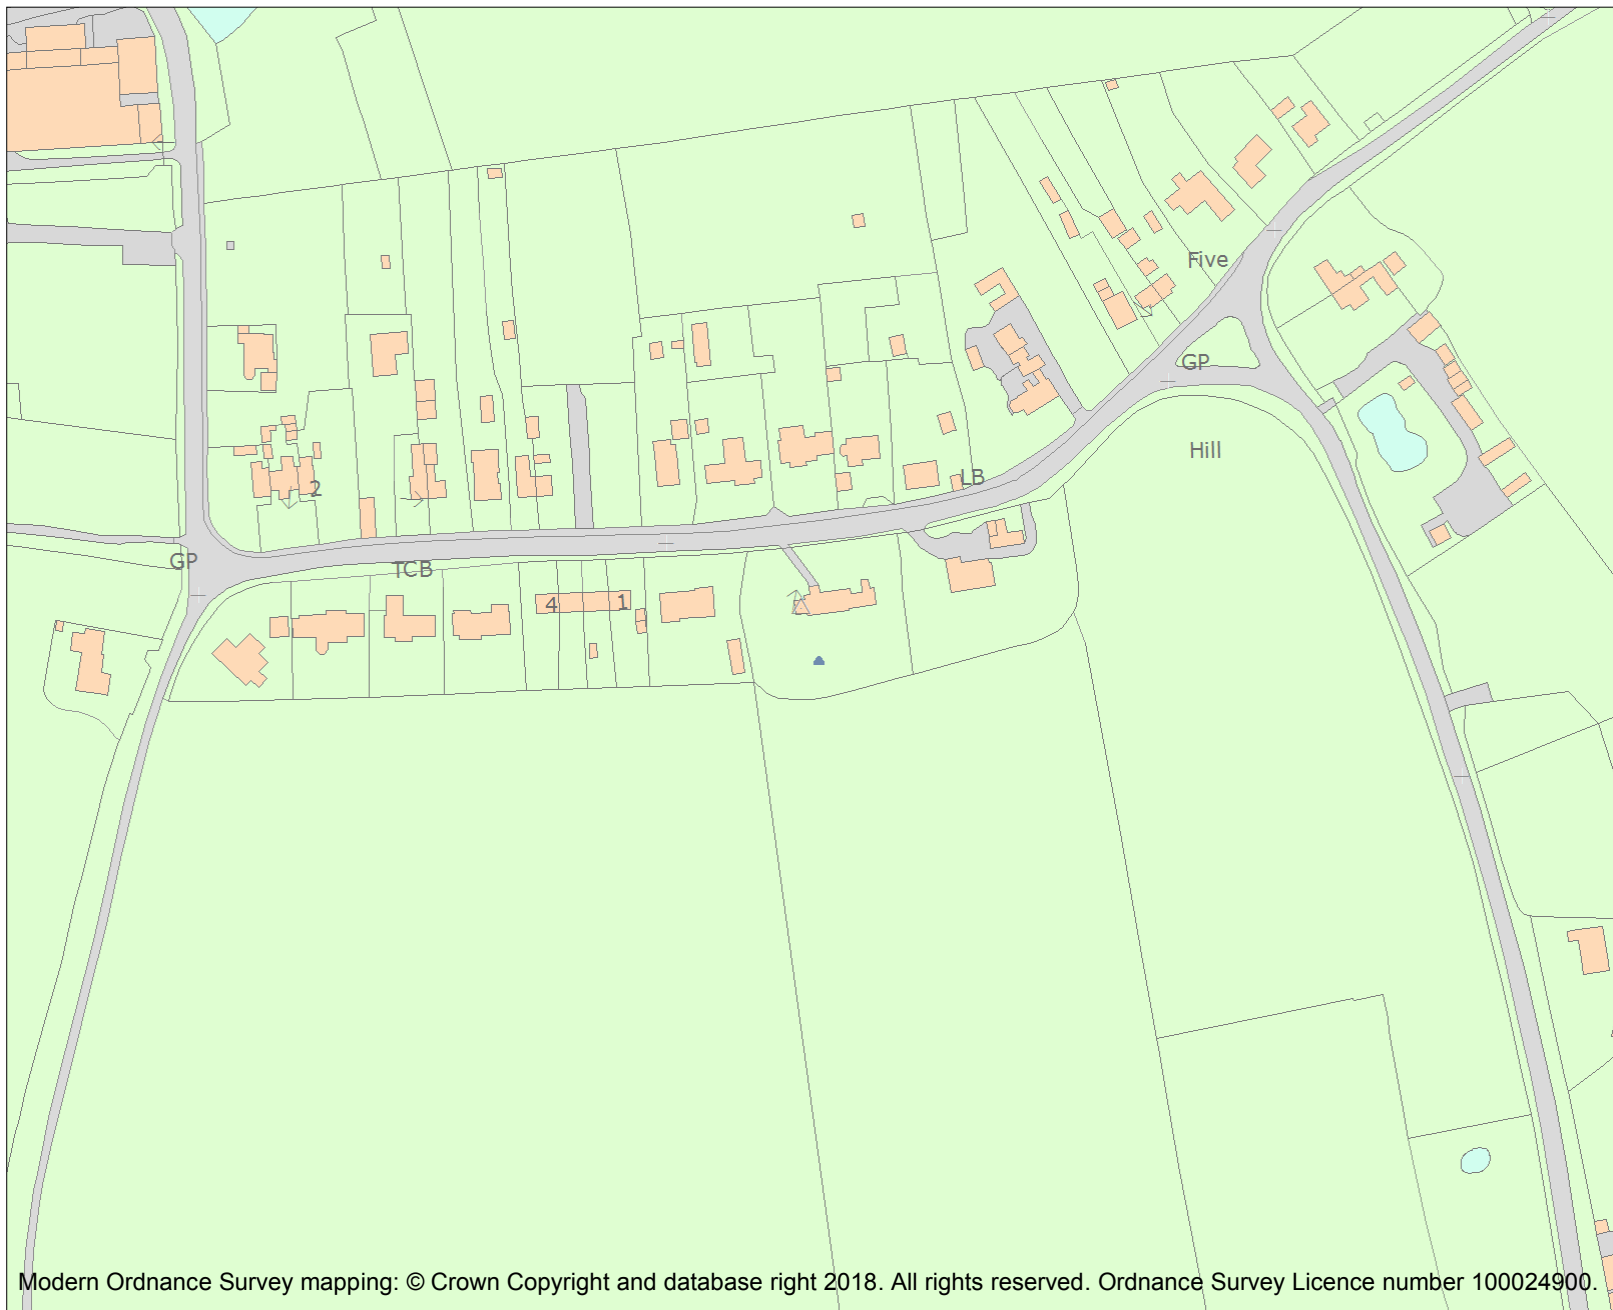 Five
GP
Hill
LB
2
GP
TCB
4
1
Modern Ordnance Survey mapping: © Crown Copyright and database right 2018. All rights reserved. Ordnance Survey Licence number 100024900.